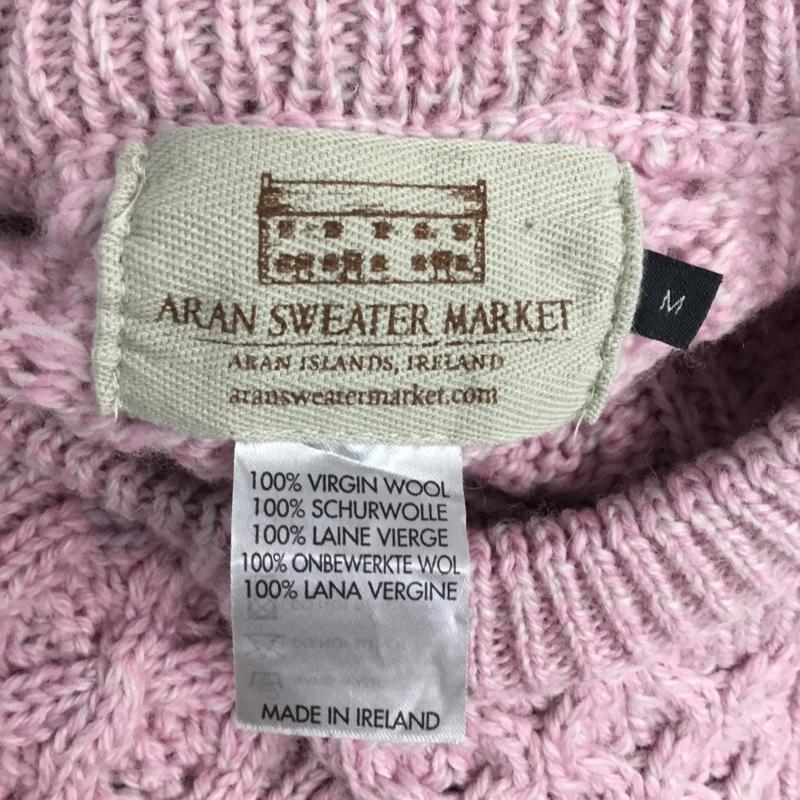 ARAN SWEATER MARKET
ARAN ISLANDS, IRELAND
aransweatermarket.com
M
100% VIRGIN WOOL
100% SCHURWOLLE
100% LAINE VIERGE
100% ONBEWERKTE WOL
100% LANA VERGINE
MADE IN IRELAND